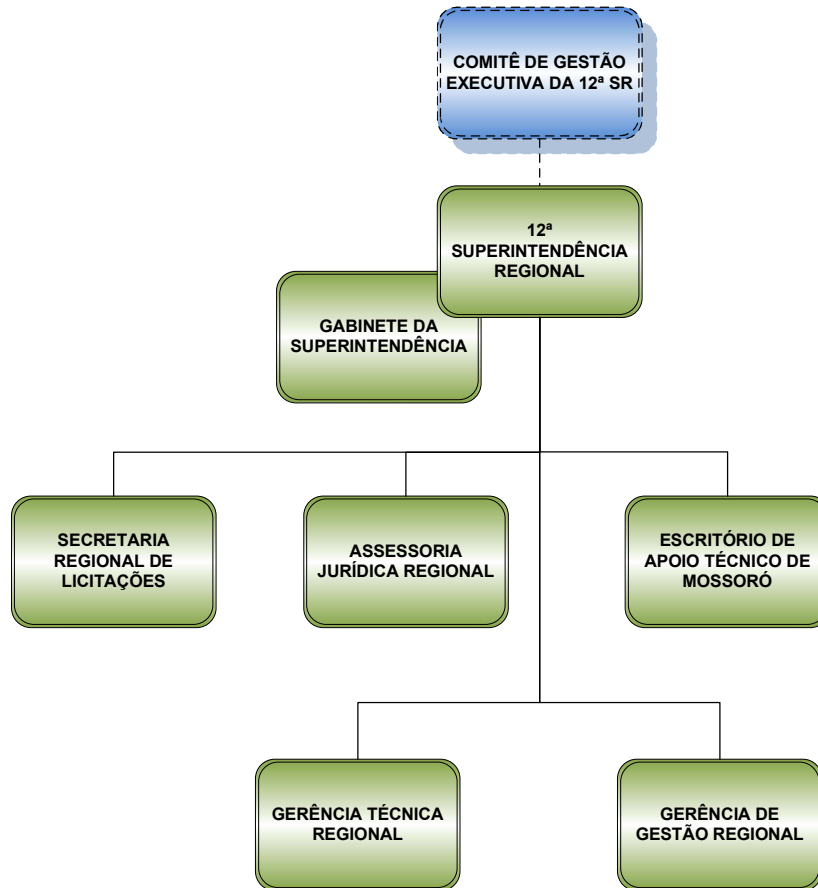 COMITÊ DE GESTÃO
EXECUTIVA DA 12ª SR
12ª
SUPERINTENDÊNCIA
REGIONAL
GABINETE DA
SUPERINTENDÊNCIA
SECRETARIA
REGIONAL DE
LICITAÇÕES
ASSESSORIA
JURÍDICA REGIONAL
ESCRITÓRIO DE
APOIO TÉCNICO DE
MOSSORÓ
GERÊNCIA TÉCNICA
REGIONAL
GERÊNCIA DE
GESTÃO REGIONAL